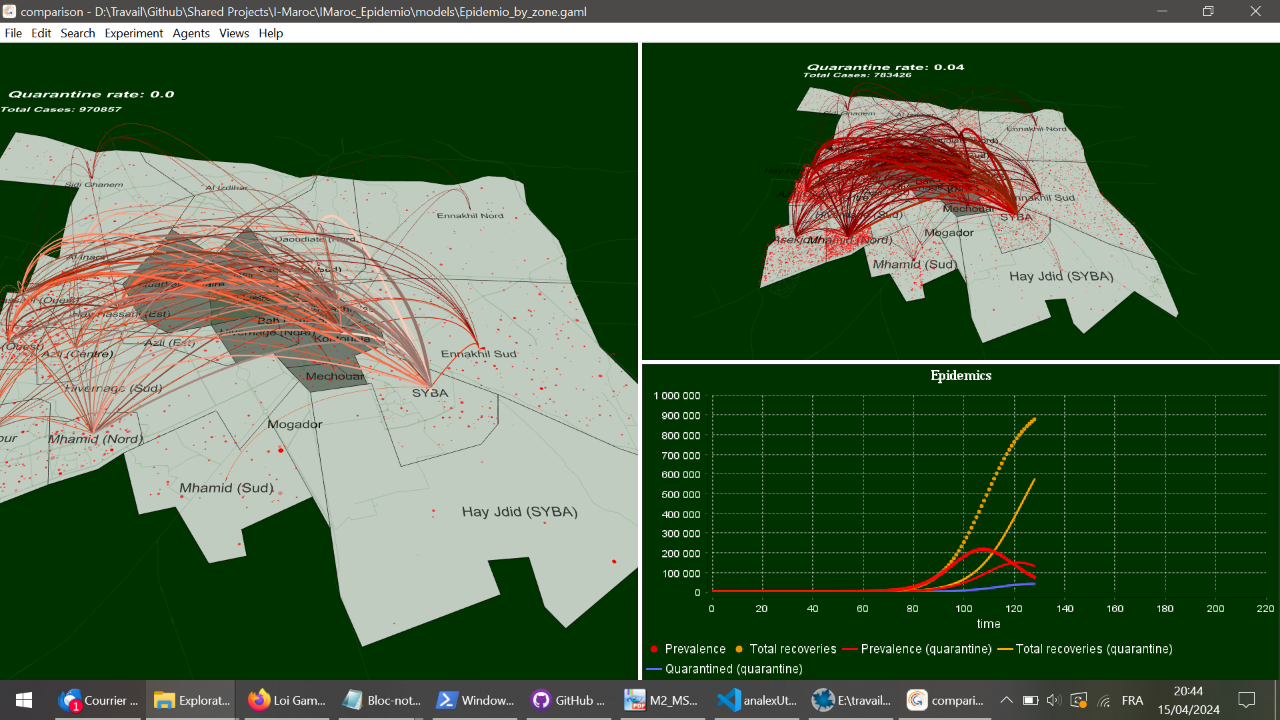 comparison - D:\Travail\Github\Shared Projects\I-Maroc\IMaroc_Epidemio\models\Epidemio_by_zone.gaml
File Edit Search Experiment Agents Views Help
Quarantine rate: 0.0
Total Cases: 970857
Sidi Ghanem
Al Izdihar
Ennakhil Nord
Daoudiate (Nord)
Al Inara
Hay Hassani (Est)
Azli (Est)
Azli (Centre)
Hivernage (Nord)
Hivernage (Sud)
Mechouar
Ennakhil Sud
SYBA
Mogador
Mhamid (Nord)
Mhamid (Sud)
Hay Jdid (SYBA)
Quarantine rate: 0.04
Total Cases: 783426
Ennakhil Nord
Ennakhil Sud
Mechouar
SYBA
Mogador
Mhamid (Nord)
Mhamid (Sud)
Hay Jdid (SYBA)
Epidemics
1 000 000
900 000
800 000
700 000
600 000
500 000
400 000
300 000
200 000
100 000
0
0 20 40 60 80 100 120 140 160 180 200 220
time
Prevalence Total recoveries Prevalence (quarantine) Total recoveries (quarantine)
Quarantined (quarantine)
1 Courrier ... Explorat... Loi Gam... Bloc-not... Window... GitHub ... M2_MS... analexUt... E:\travail... compari... FRA
20:44
15/04/2024